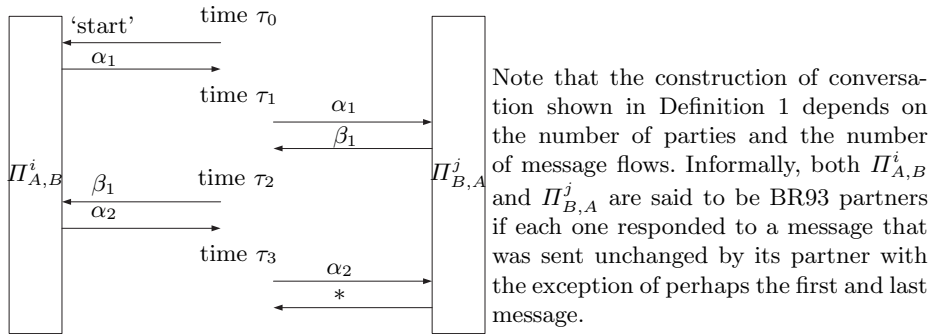 time τ0
'start'
α1
time τ1
α1
β1
Π^i_{A,B}
Π^j_{B,A}
time τ2
β1
α2
time τ3
α2
*
Note that the construction of conversa-
tion shown in Definition 1 depends on
the number of parties and the number
of message flows. Informally, both Π^i_{A,B}
and Π^j_{B,A} are said to be BR93 partners
if each one responded to a message that
was sent unchanged by its partner with
the exception of perhaps the first and last
message.